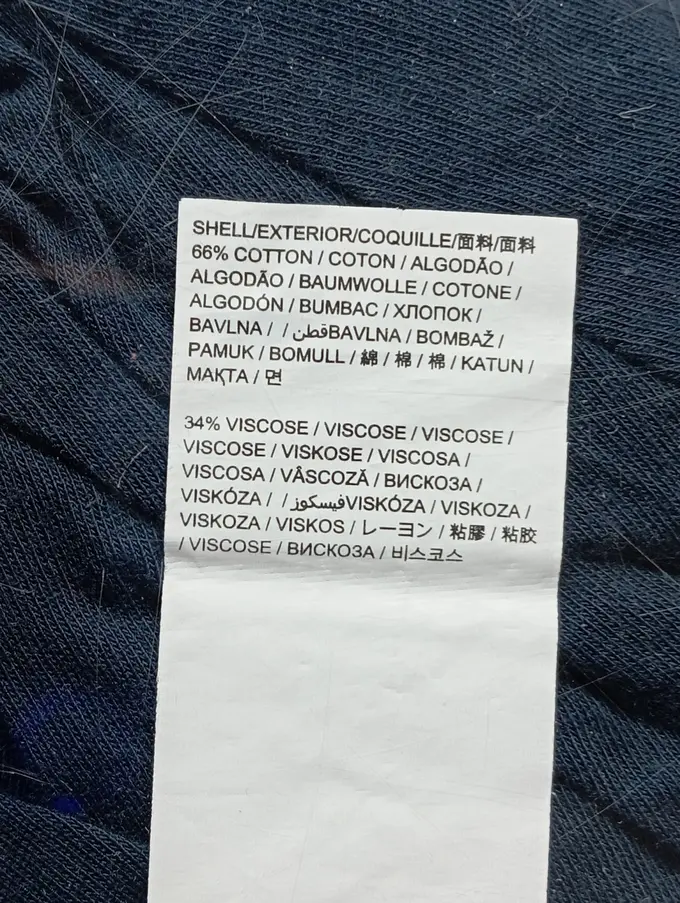 SHELL/EXTERIOR/COQUILLE/面料/面料
66% COTTON / COTON / ALGODÃO /
ALGODÃO / BAUMWOLLE / COTONE /
ALGODÓN / BUMBAC / ХЛОПОК /
BAVLNA / / قطنBAVLNA / BOMBAŽ /
PAMUK / BOMULL / 綿 / 棉 / 棉 / KATUN /
МАҚТА / 면
34% VISCOSE / VISCOSE / VISCOSE /
VISCOSE / VISKOSE / VISCOSA /
VISCOSA / VÂSCOZĂ / ВИСКОЗА /
VISKÓZA / / فيسكوزVISKÓZA / VISKOZA /
VISKOZA / VISKOS / レーヨン / 粘膠 / 粘胶
/ VISCOSE / ВИСКОЗА / 비스코스